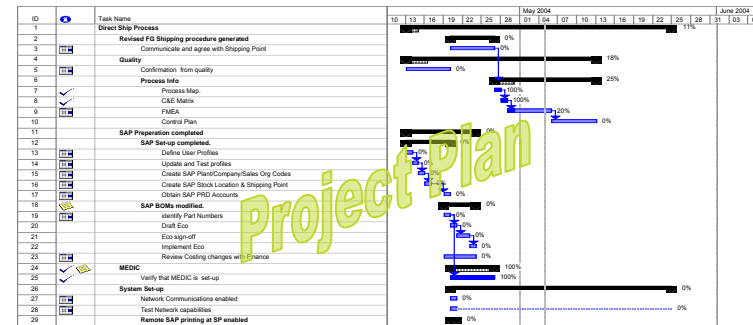 May 2004 June 2004
ID Task Name 10 13 16 19 22 25 28 01 04 07 10 13 16 19 22 25 28 31 03
1 Direct Ship Process 11%
2 Revised FG Shipping procedure generated 0%
3 Communicate and agree with Shipping Point 0%
4 Quality 18%
5 Confirmation from quality 0%
6 Process Info 25%
7 Process Map. 100%
8 C&E Matrix 100%
9 FMEA 20%
10 Control Plan 0%
11 SAP Preperation completed 0%
12 SAP Set-up completed. 0%
13 Define User Profiles 0%
14 Update and Test profiles 0%
15 Create SAP Plant/Company/Sales Org Codes 0%
16 Create SAP Stock Location & Shipping Point 0%
17 Obtain SAP PRD Accounts 0%
18 SAP BOMs modified. 0%
19 identify Part Numbers 0%
20 Draft Eco 0%
21 Eco sign-off 0%
22 Implement Eco 0%
23 Review Costing changes with Finance 0%
24 MEDIC 100%
25 Verify that MEDIC is set-up 100%
26 System Set-up 0%
27 Network Communications enabled 0%
28 Test Network capabilities 0%
29 Remote SAP printing at SP enabled 0%
Project Plan